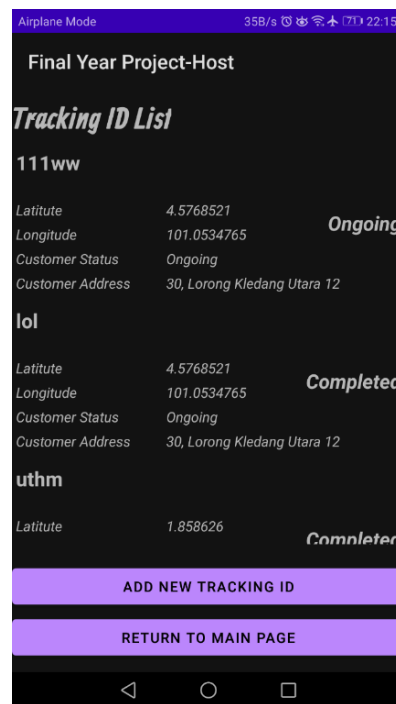 Airplane Mode 35B/s 71 22:15
Final Year Project-Host
Tracking ID List
111ww
Latitute 4.5768521
Ongoing
Longitude 101.0534765
Customer Status Ongoing
Customer Address 30, Lorong Kledang Utara 12
lol
Latitute 4.5768521
Completed
Longitude 101.0534765
Customer Status Ongoing
Customer Address 30, Lorong Kledang Utara 12
uthm
Latitute 1.858626
Completed
ADD NEW TRACKING ID
RETURN TO MAIN PAGE